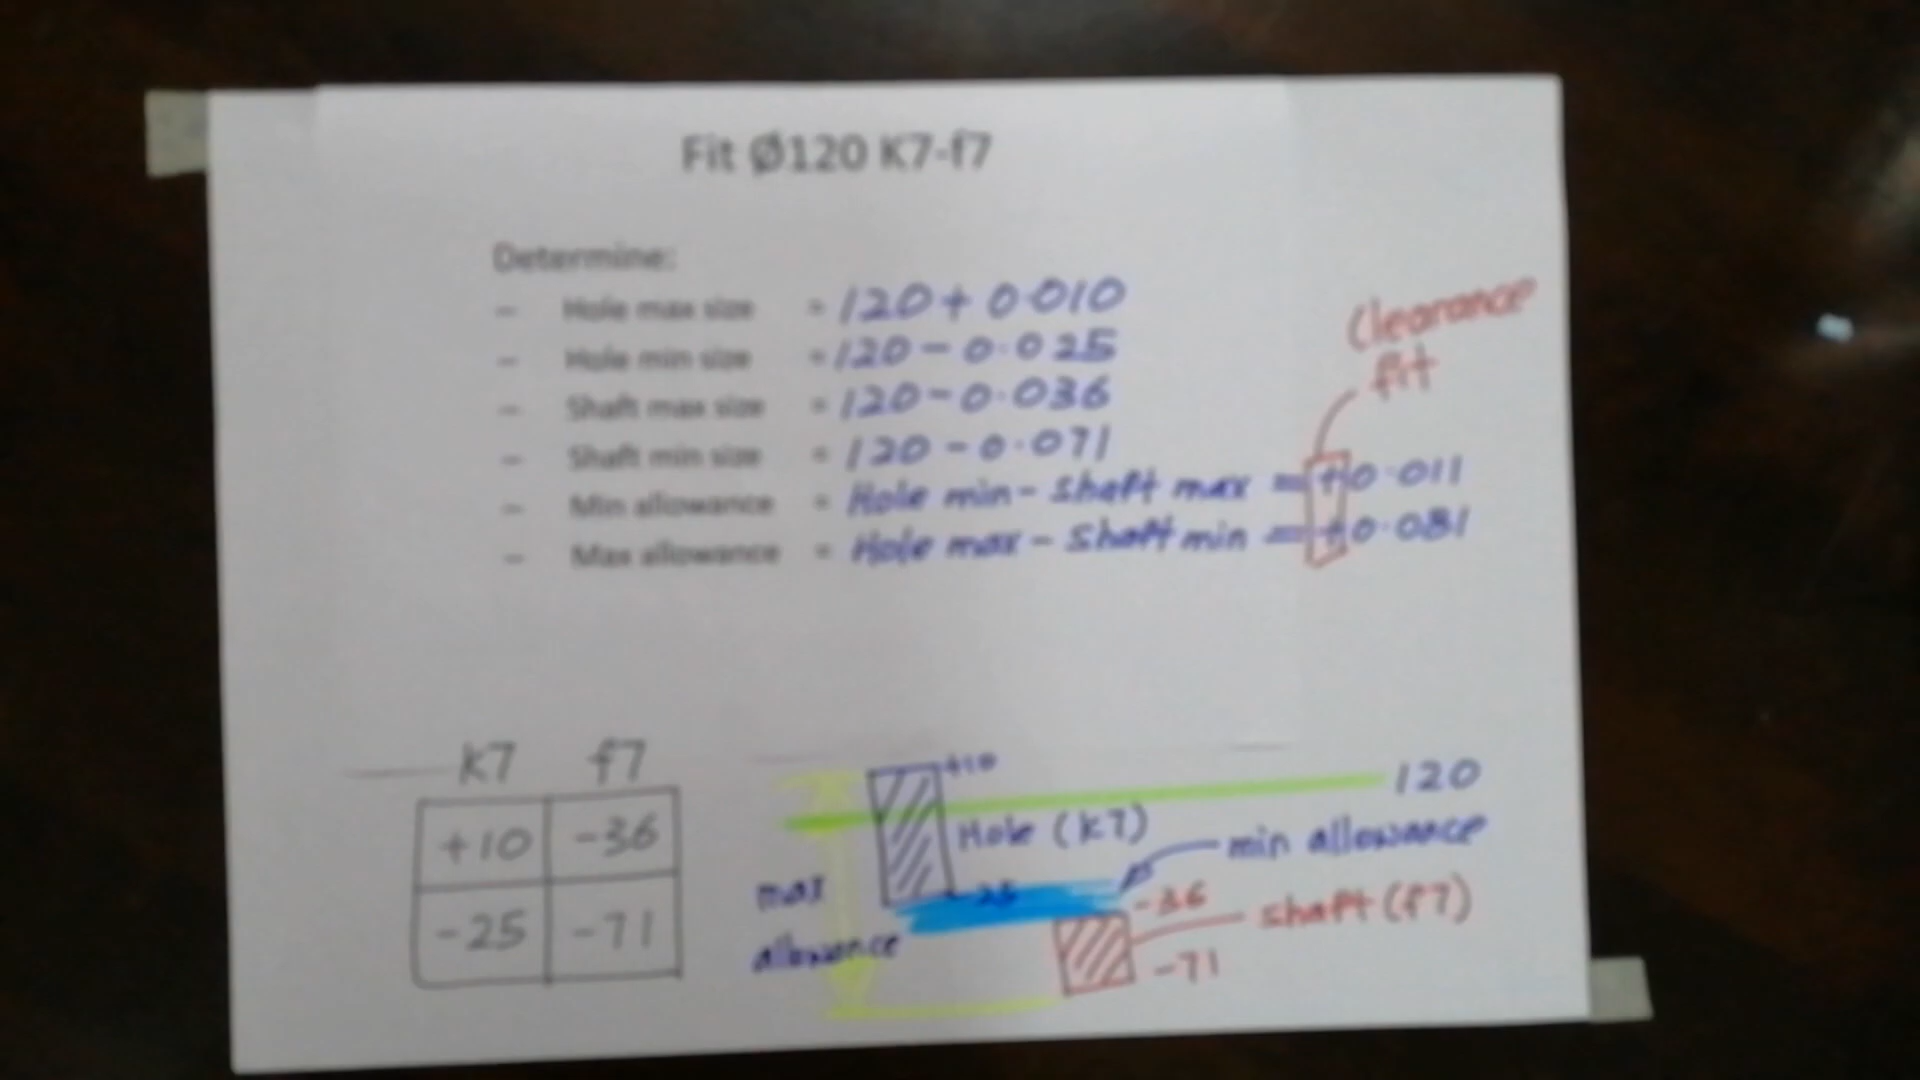 Fit Ø120 K7-f7
Determine:
- Hole max size = 120 + 0.010
- Hole min size = 120 - 0.025
- Shaft max size = 120 - 0.036
- Shaft min size = 120 - 0.071
- Min allowance = Hole min - Shaft max = +0.011
- Max allowance = Hole max - Shaft min = +0.081
Clearance
fit
K7 f7
+10 -36
-25 -71
+10
120
Hole (K7)
min allowance
max
allowance
-25
-36
shaft (f7)
-71